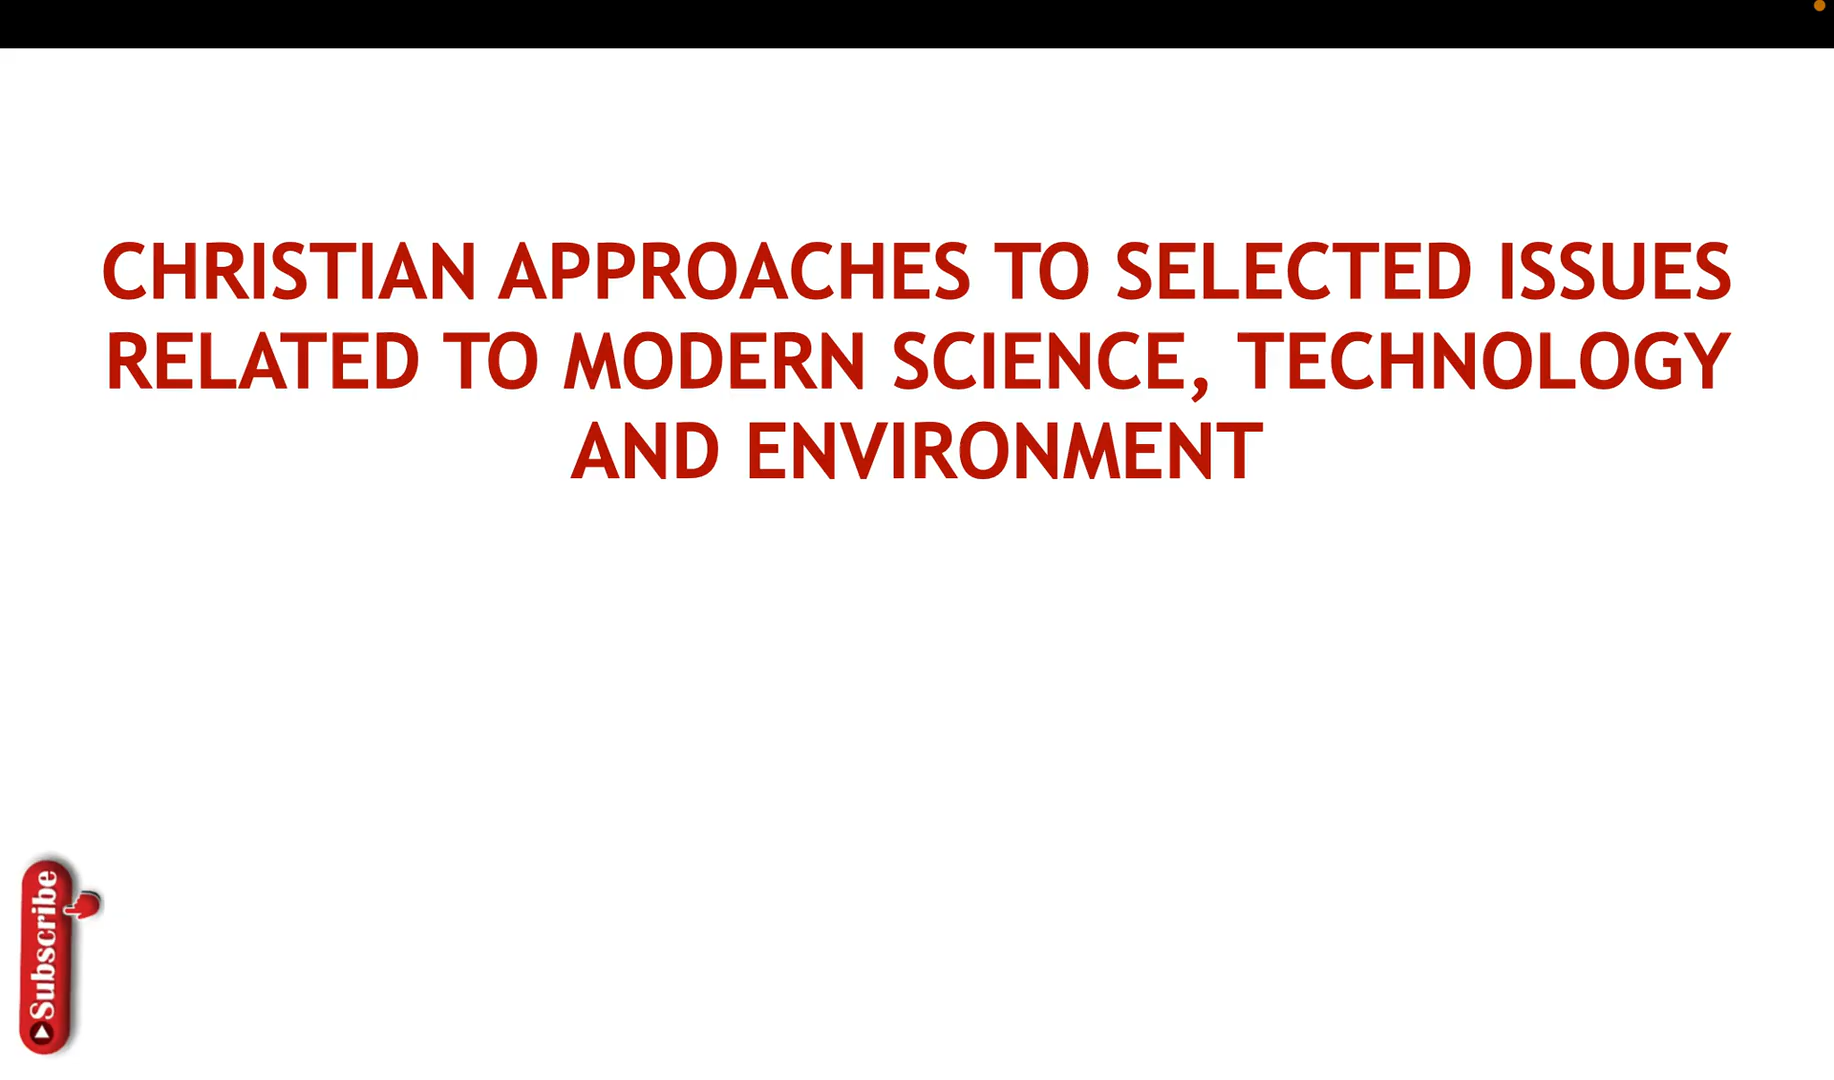 CHRISTIAN APPROACHES TO SELECTED ISSUES
RELATED TO MODERN SCIENCE, TECHNOLOGY
AND ENVIRONMENT
Subscribe